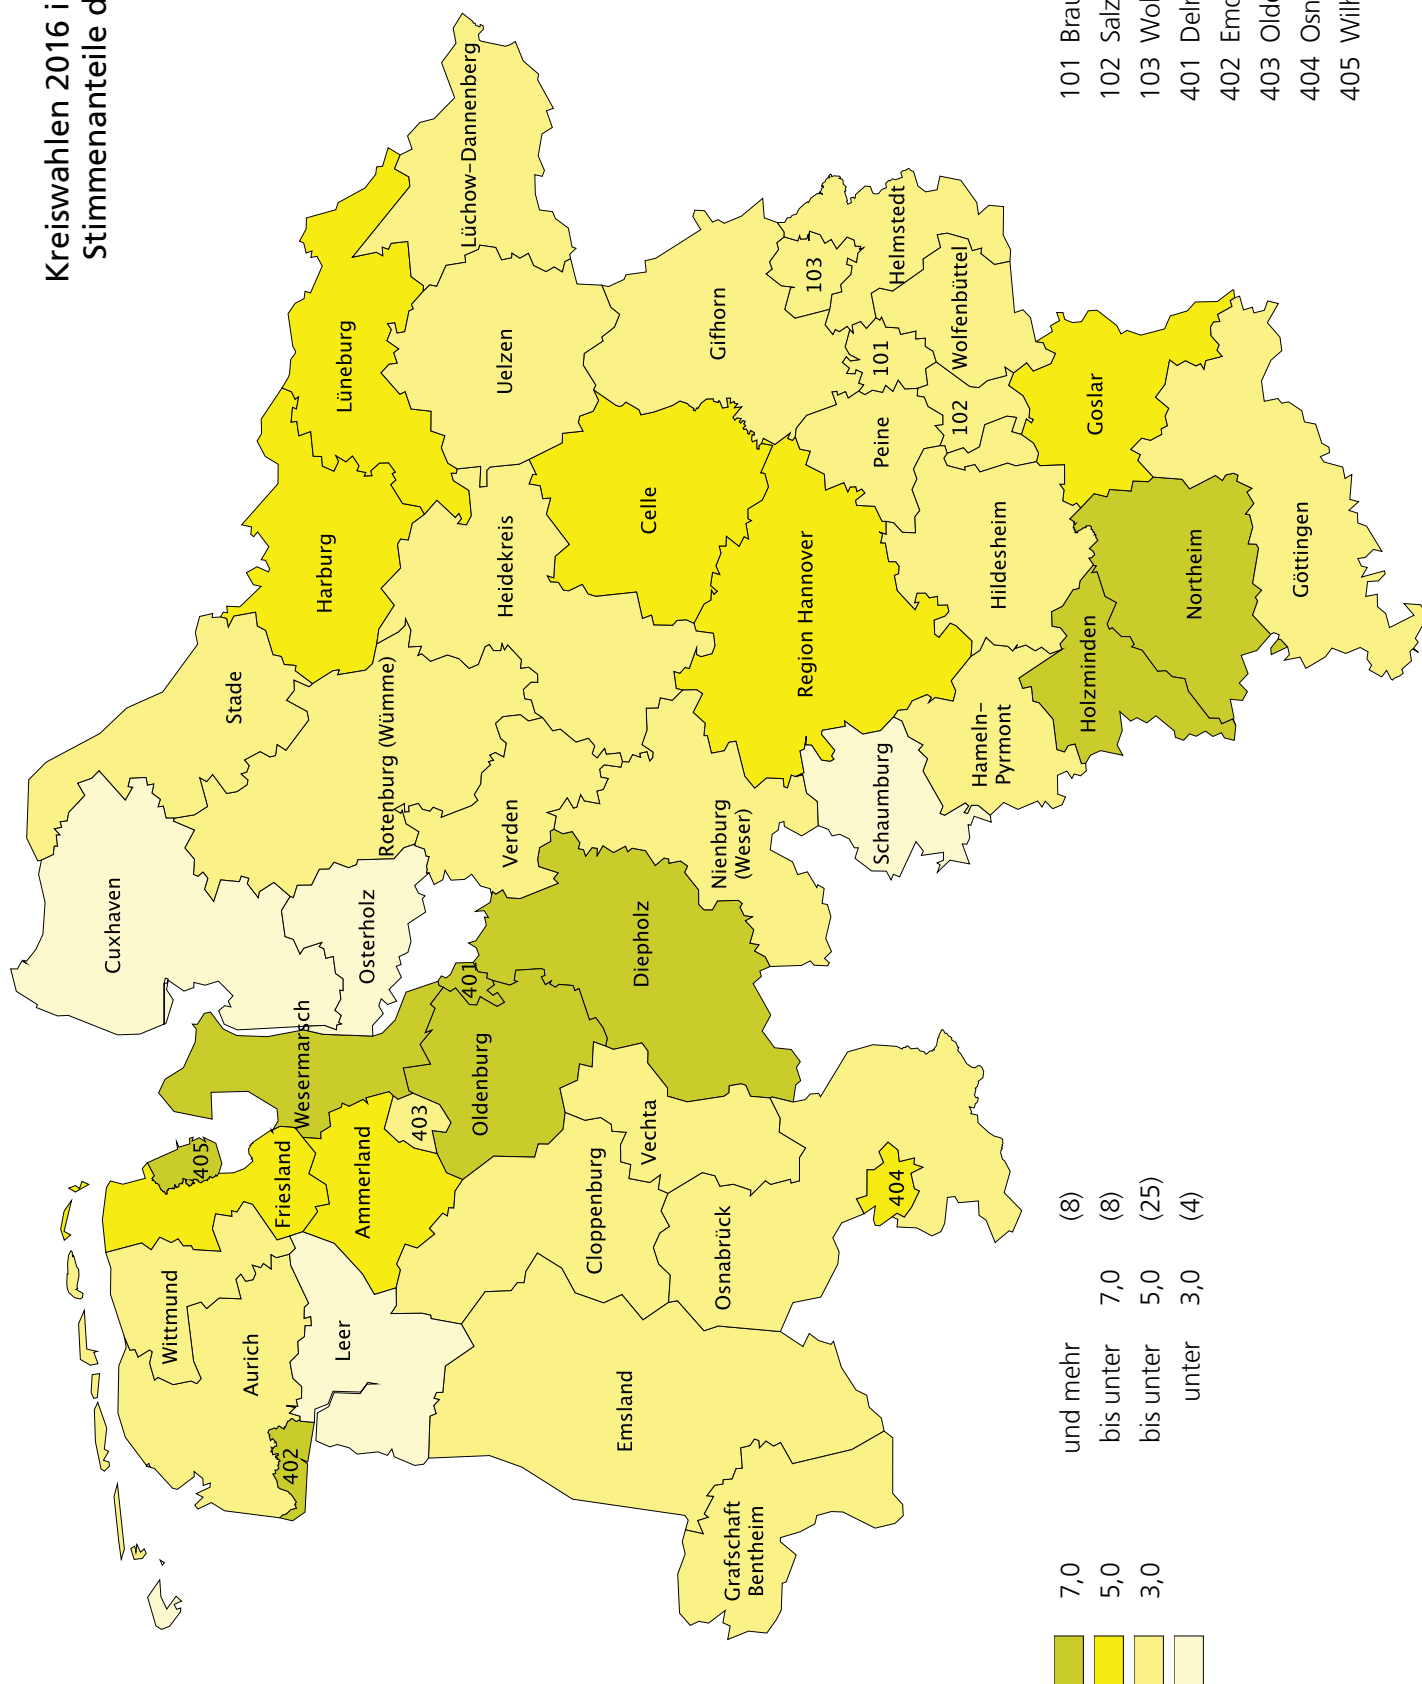 Kreiswahlen 2016 i
Stimmenanteile d
Lüchow-Dannenberg
Lüneburg
Uelzen
Harburg
Stade
Cuxhaven
Rotenburg (Wümme)
Heidekreis
Celle
Gifhorn
Helmstedt
103
101
Wolfenbüttel
102
Peine
Goslar
Region Hannover
Hildesheim
Northeim
Göttingen
Holzminden
Hameln-
Pyrmont
Schaumburg
Nienburg
(Weser)
Verden
Osterholz
Diepholz
401
Oldenburg
Wesermarsch
403
405
Friesland
Ammerland
Vechta
Cloppenburg
404
Osnabrück
Wittmund
Aurich
Leer
402
Emsland
Grafschaft
Bentheim
7,0 und mehr (8)
5,0 bis unter 7,0 (8)
3,0 bis unter 5,0 (25)
unter 3,0 (4)
101 Brau
102 Salz
103 Wol
401 Deln
402 Emd
403 Olde
404 Osn
405 Wilh